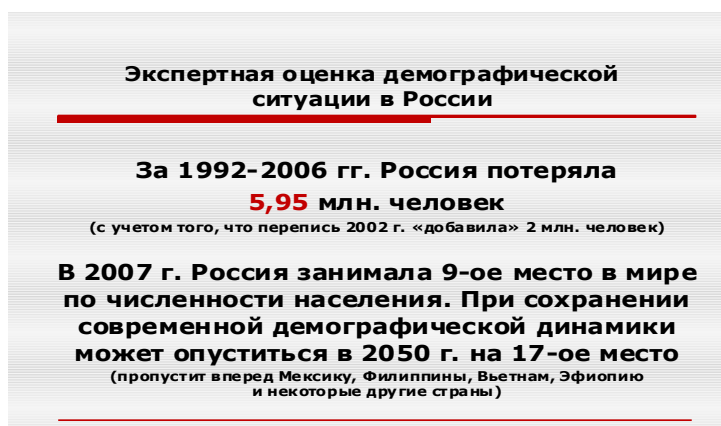 Экспертная оценка демографической
ситуации в России
За 1992-2006 гг. Россия потеряла
5,95 млн. человек
(с учетом того, что перепись 2002 г. «добавила» 2 млн. человек)
В 2007 г. Россия занимала 9-ое место в мире
по численности населения. При сохранении
современной демографической динамики
может опуститься в 2050 г. на 17-ое место
(пропустит вперед Мексику, Филиппины, Вьетнам, Эфиопию
и некоторые другие страны)